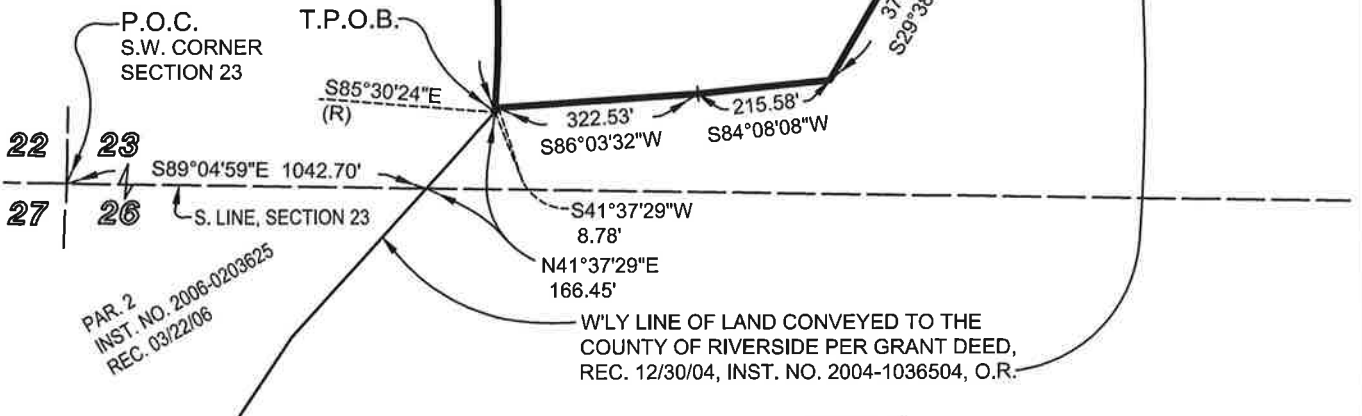 P.O.C.
S.W. CORNER
SECTION 23
T.P.O.B.
37
S29°38
S85°30'24"E
(R)
322.53'
S86°03'32"W
215.58'
S84°08'08"W
22 23
27 26
S89°04'59"E 1042.70'
S. LINE, SECTION 23
S41°37'29"W
8.78'
N41°37'29"E
166.45'
PAR. 2
INST. NO. 2006-0203625
REC. 03/22/06
W'LY LINE OF LAND CONVEYED TO THE
COUNTY OF RIVERSIDE PER GRANT DEED,
REC. 12/30/04, INST. NO. 2004-1036504, O.R.